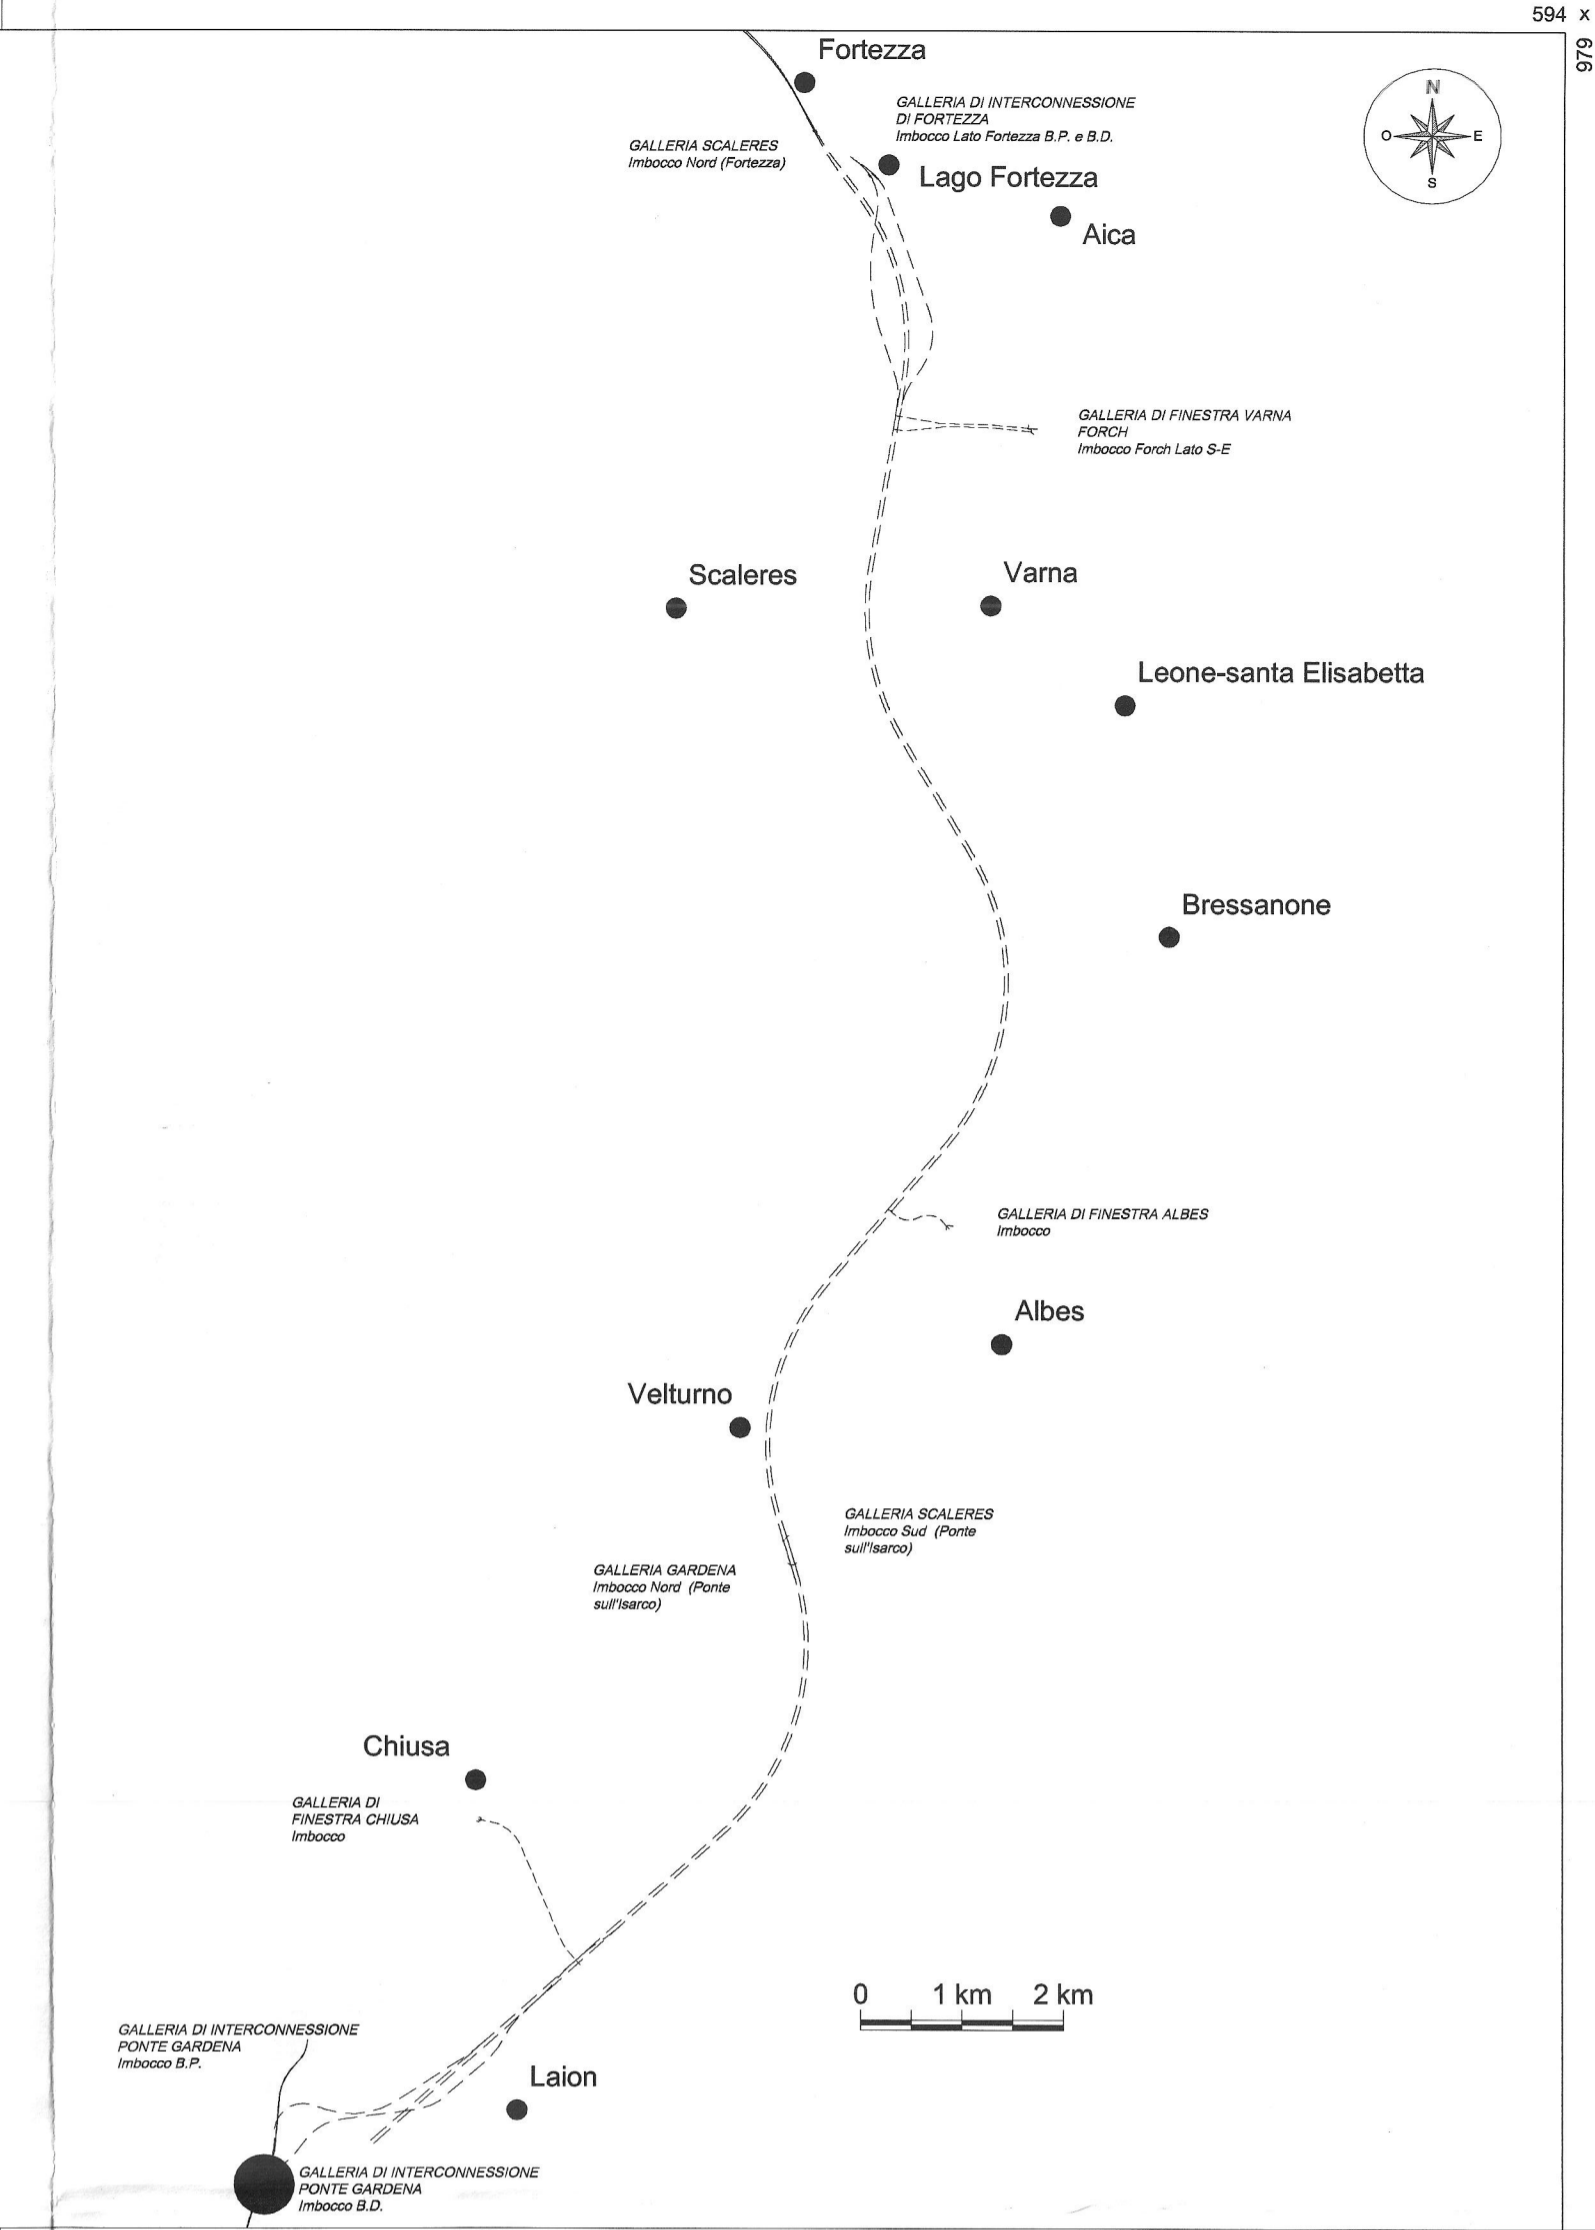 594 x
979
Fortezza
N
O
E
S
GALLERIA DI INTERCONNESSIONE
DI FORTEZZA
Imbocco Lato Fortezza B.P. e B.D.
GALLERIA SCALERES
Imbocco Nord (Fortezza)
Lago Fortezza
Aica
GALLERIA DI FINESTRA VARNA
FORCH
Imbocco Forch Lato S-E
Scaleres
Varna
Leone-santa Elisabetta
Bressanone
GALLERIA DI FINESTRA ALBES
Imbocco
Albes
Velturno
GALLERIA SCALERES
Imbocco Sud (Ponte
sull'Isarco)
GALLERIA GARDENA
Imbocco Nord (Ponte
sull'Isarco)
Chiusa
GALLERIA DI
FINESTRA CHIUSA
Imbocco
0 1 km 2 km
GALLERIA DI INTERCONNESSIONE
PONTE GARDENA
Imbocco B.P.
Laion
GALLERIA DI INTERCONNESSIONE
PONTE GARDENA
Imbocco B.D.